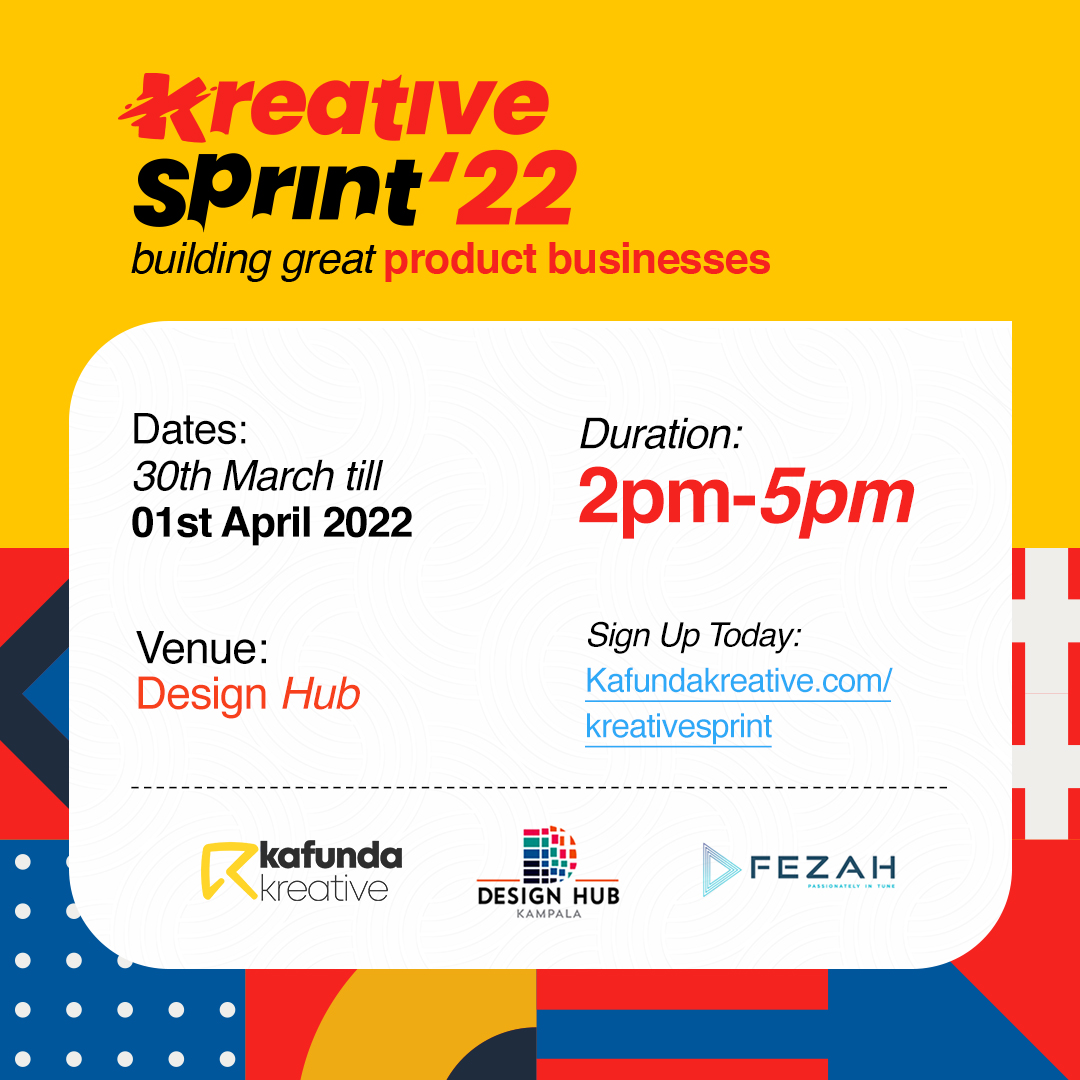 kreative
sprint '22
building great product businesses
Dates:
30th March till
01st April 2022
Duration:
2pm-5pm
Venue:
Design Hub
Sign Up Today:
Kafundakreative.com/
kreativesprint
kafunda
kreative
DESIGN HUB
KAMPALA
FEZAH
PASSIONATELY IN TUNE